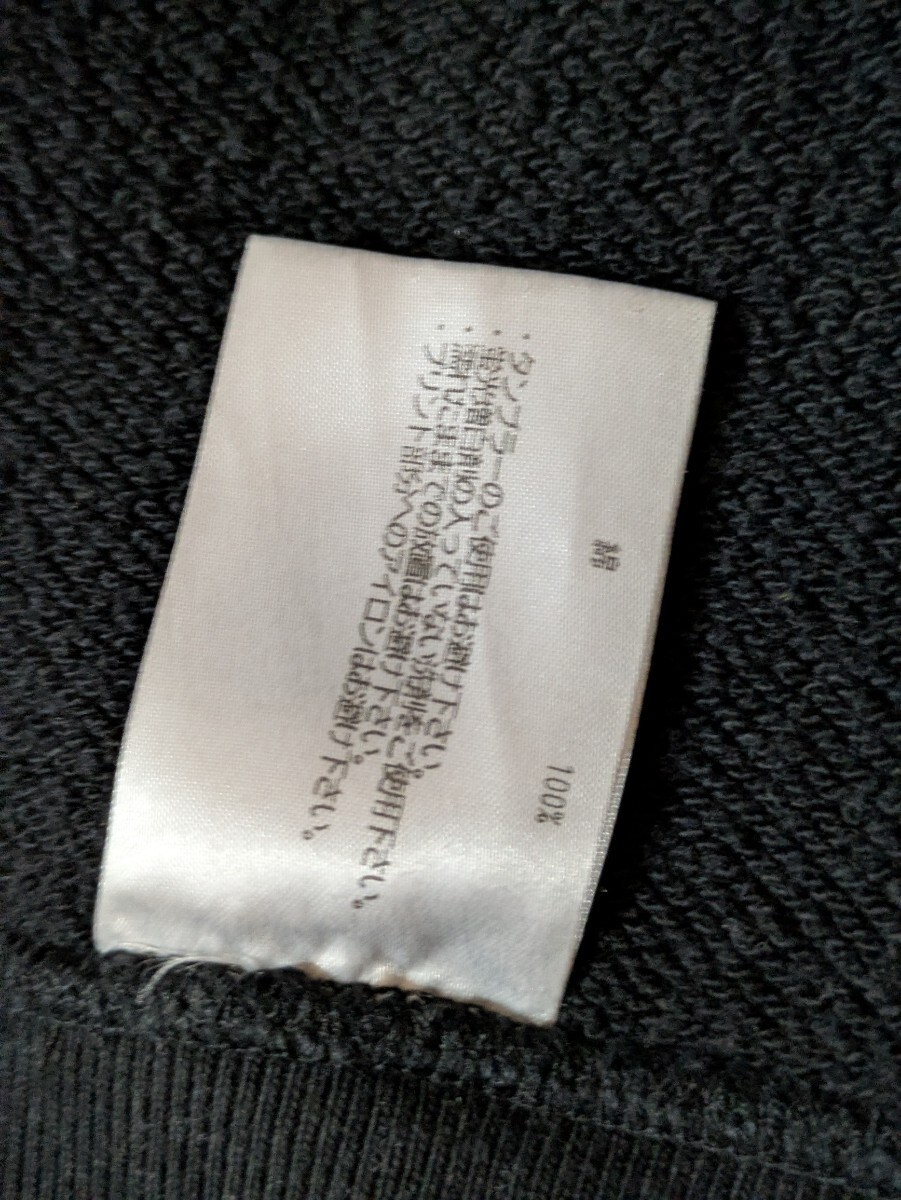 綿 100%
・タンブラーのご使用はお避け下さい。
・蛍光増白剤の入っていない洗剤をご使用下さい。
・濡れたままでの放置はお避け下さい。
・プリント部分へのアイロンはお避け下さい。